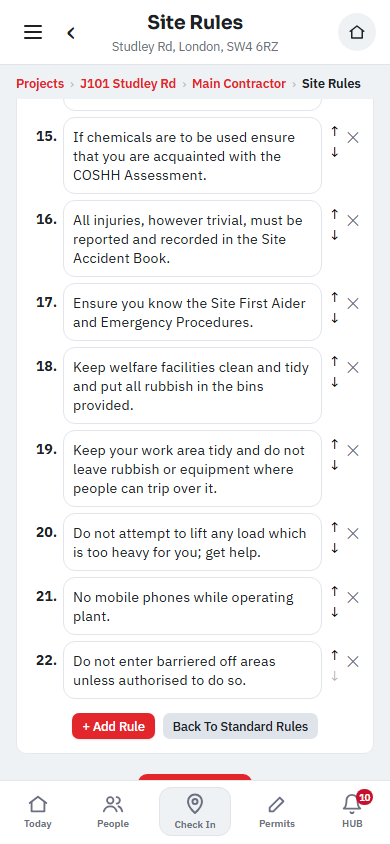 Site Rules
Studley Rd, London, SW4 6RZ
Projects › J101 Studley Rd › Main Contractor › Site Rules
15. If chemicals are to be used ensure
that you are acquainted with the
COSHH Assessment.
16. All injuries, however trivial, must be
reported and recorded in the Site
Accident Book.
17. Ensure you know the Site First Aider
and Emergency Procedures.
18. Keep welfare facilities clean and tidy
and put all rubbish in the bins
provided.
19. Keep your work area tidy and do not
leave rubbish or equipment where
people can trip over it.
20. Do not attempt to lift any load which
is too heavy for you; get help.
21. No mobile phones while operating
plant.
22. Do not enter barriered off areas
unless authorised to do so.
+ Add Rule Back To Standard Rules
10
Today People Check In Permits HUB